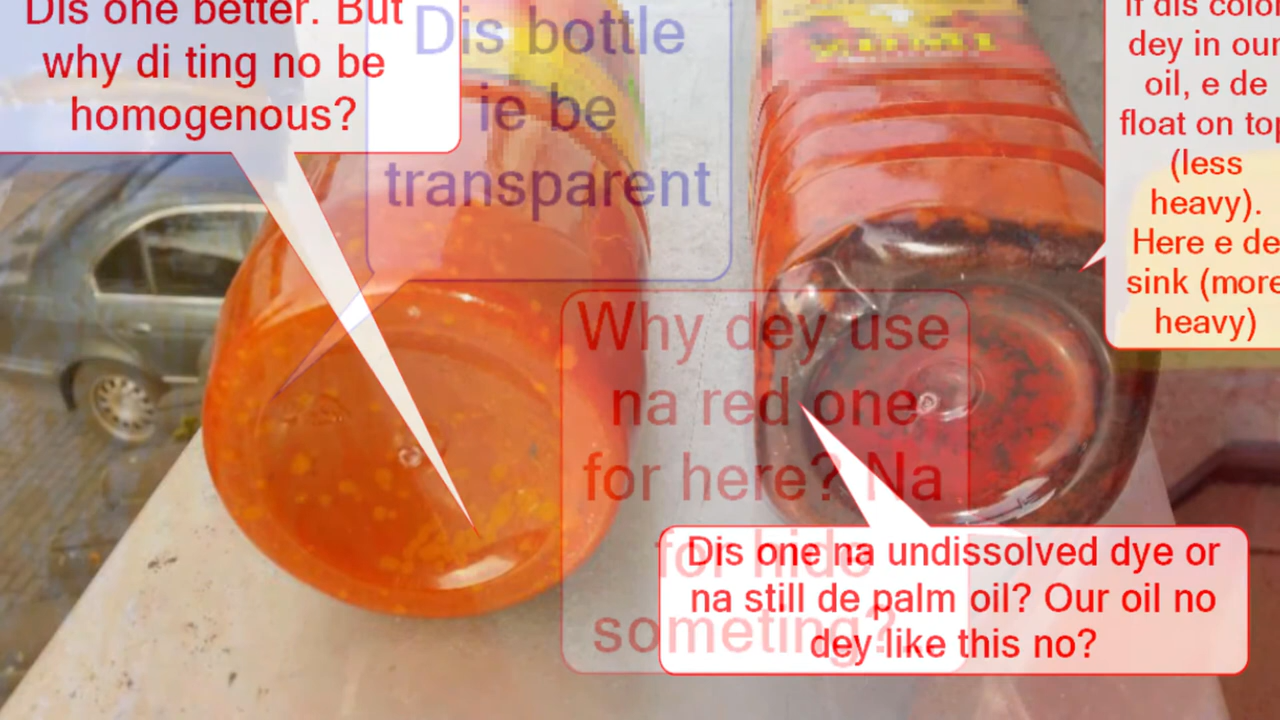 Dis one better. But
why di ting no be
homogenous?
Dis bottle
ie be
transparent
If dis color
dey in our
oil, e de
float on top
(less
heavy).
Here e de
sink (more
heavy)
Why dey use
na red one
for here? Na
for hide
someting?
Dis one na undissolved dye or
na still de palm oil? Our oil no
dey like this no?